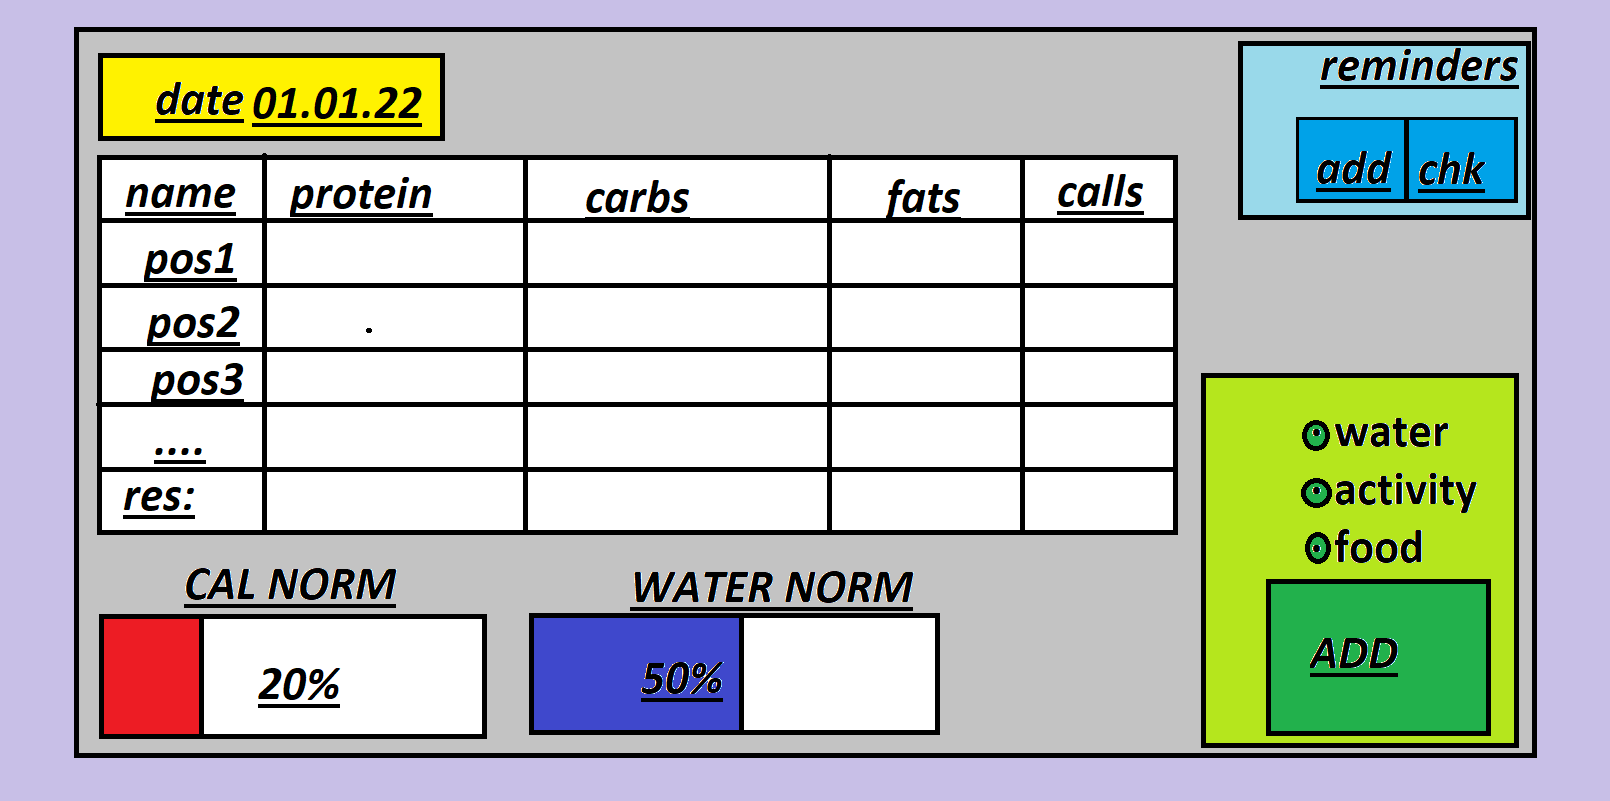 date 01.01.22
reminders
add chk
name protein carbs fats calls
pos1
pos2
pos3
....
res:
water
activity
food
ADD
CAL NORM
20%
WATER NORM
50%